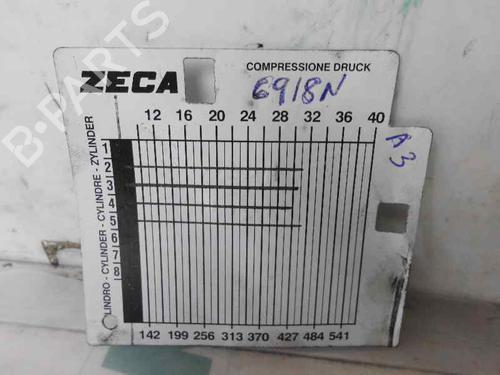 ZECA
COMPRESSIONE DRUCK
6918N
12 16 20 24 28 32 36 40
A3
LINDRO - CYLINDER - CYLINDRE - ZYLINDER
1
2
3
4
5
6
7
8
142 199 256 313 370 427 484 541
B-PARTS